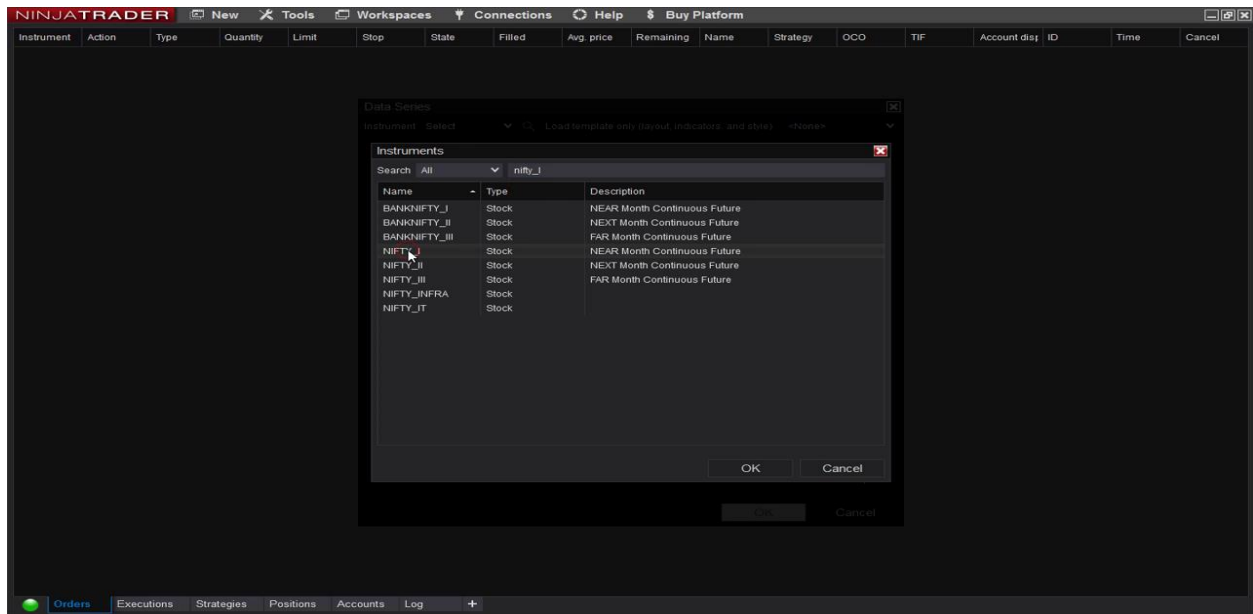 NINJATRADER New Tools Workspaces Connections Help $ Buy Platform
Instrument Action Type Quantity Limit Stop State Filled Avg. price Remaining Name Strategy OCO TIF Account disp ID Time Cancel
Data Series
Instrument Select Load template only (layout, indicators, and style) <None>
Instruments
Search All nifty_I
Name Type Description
BANKNIFTY_I Stock NEAR Month Continuous Future
BANKNIFTY_II Stock NEXT Month Continuous Future
BANKNIFTY_III Stock FAR Month Continuous Future
NIFTY_I Stock NEAR Month Continuous Future
NIFTY_II Stock NEXT Month Continuous Future
NIFTY_III Stock FAR Month Continuous Future
NIFTY_INFRA Stock
NIFTY_IT Stock
OK Cancel
OK Cancel
Orders Executions Strategies Positions Accounts Log +